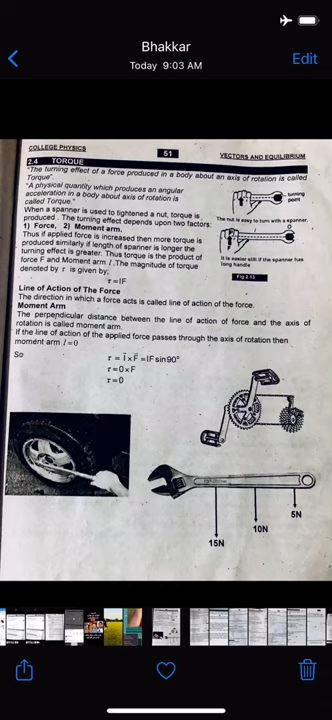 Bhakkar
Today 9:03 AM
Edit
COLLEGE PHYSICS
51
VECTORS AND EQUILIBRIUM
2.4 TORQUE
"The turning effect of a force produced in a body about an axis of rotation is called
Torque".
"A physical quantity which produces an angular
acceleration in a body about axis of rotation is
called Torque."
When a spanner is used to tightened a nut, torque is
produced . The turning effect depends upon two factors:
1) Force, 2) Moment arm.
Thus if applied force is increased then more torque is
produced similarly if length of spanner is longer the
turning effect is greater. Thus torque is the product of
force F and Moment arm l .The magnitude of torque
denoted by τ is given by;
τ=lF
turning
point
The nut is easy to turn with a spanner.
It is easier still if the spanner has
long handle
Fig 2.13
Line of Action of The Force
The direction in which a force acts is called line of action of the force.
Moment Arm
The perpendicular distance between the line of action of force and the axis of
rotation is called moment arm.
If the line of action of the applied force passes through the axis of rotation then
moment arm l=0
So
τ = l×F =lFsin90°
τ=0×F
τ=0
5N
10N
15N